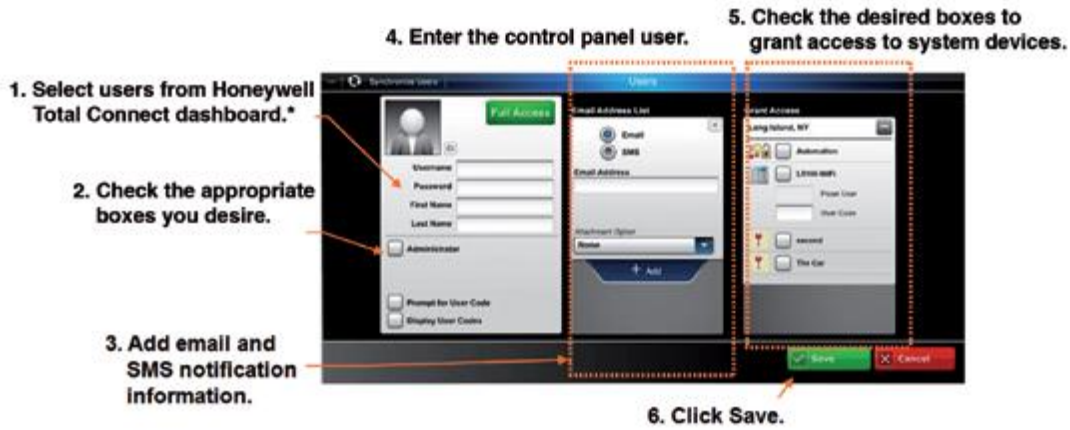 4. Enter the control panel user.
5. Check the desired boxes to
grant access to system devices.
1. Select users from Honeywell
Total Connect dashboard.*
2. Check the appropriate
boxes you desire.
3. Add email and
SMS notification
information.
6. Click Save.
Synchronize Users
Users
Full Access
Username
Password
First Name
Last Name
Administrator
Prompt for User Code
Display User Codes
Email Address List
Email
SMS
Email Address
Attachment Option
None
+ Add
Grant Access
Long Island, NY
Automation
User Code
second
The Car
Save
X Cancel